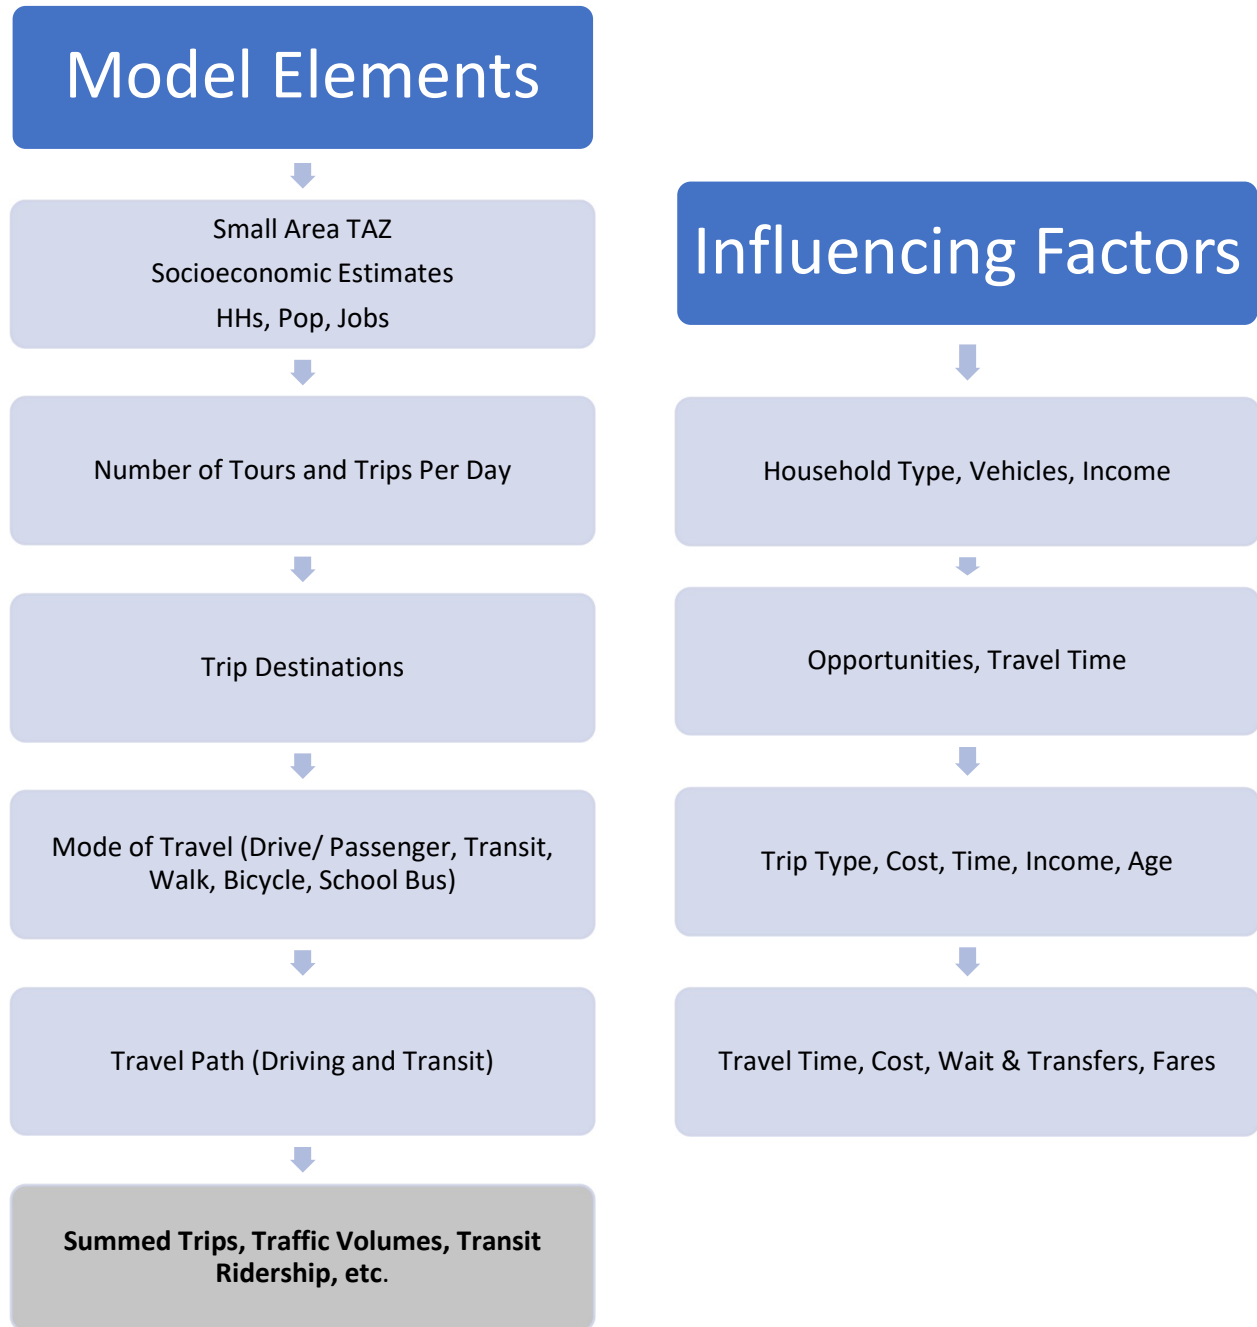 Model Elements
Small Area TAZ
Socioeconomic Estimates
HHs, Pop, Jobs
Number of Tours and Trips Per Day
Trip Destinations
Mode of Travel (Drive/ Passenger, Transit,
Walk, Bicycle, School Bus)
Travel Path (Driving and Transit)
Summed Trips, Traffic Volumes, Transit
Ridership, etc.
Influencing Factors
Household Type, Vehicles, Income
Opportunities, Travel Time
Trip Type, Cost, Time, Income, Age
Travel Time, Cost, Wait & Transfers, Fares